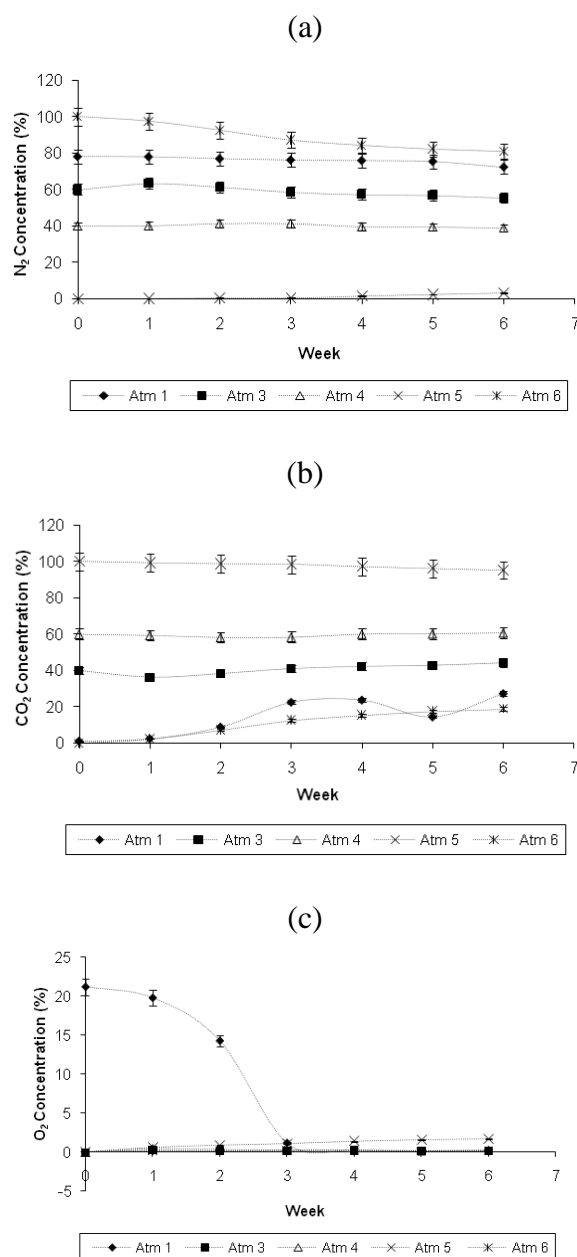 (a)
120
100
80
60
40
20
0
N₂ Concentration (%)
0 1 2 3 4 5 6 7
Week
Atm 1 Atm 3 Atm 4 Atm 5 Atm 6
(b)
120
100
80
60
40
20
0
CO₂ Concentration (%)
0 1 2 3 4 5 6 7
Week
Atm 1 Atm 3 Atm 4 Atm 5 Atm 6
(c)
25
20
15
10
5
0
-5
O₂ Concentration (%)
0 1 2 3 4 5 6 7
Week
Atm 1 Atm 3 Atm 4 Atm 5 Atm 6